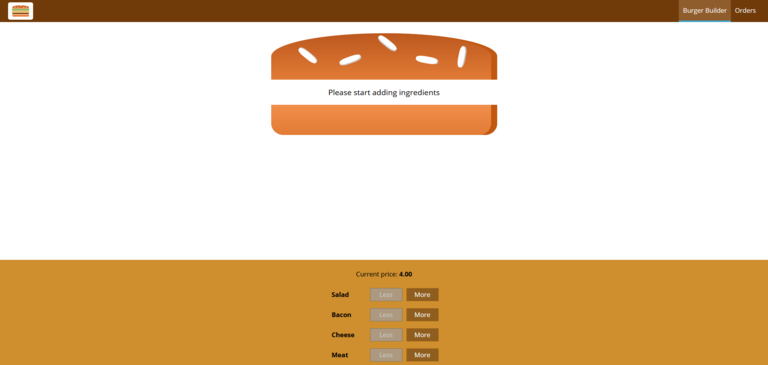 Burger Builder Orders
Please start adding ingredients
Current price: 4.00
Salad Less More
Bacon Less More
Cheese Less More
Meat Less More